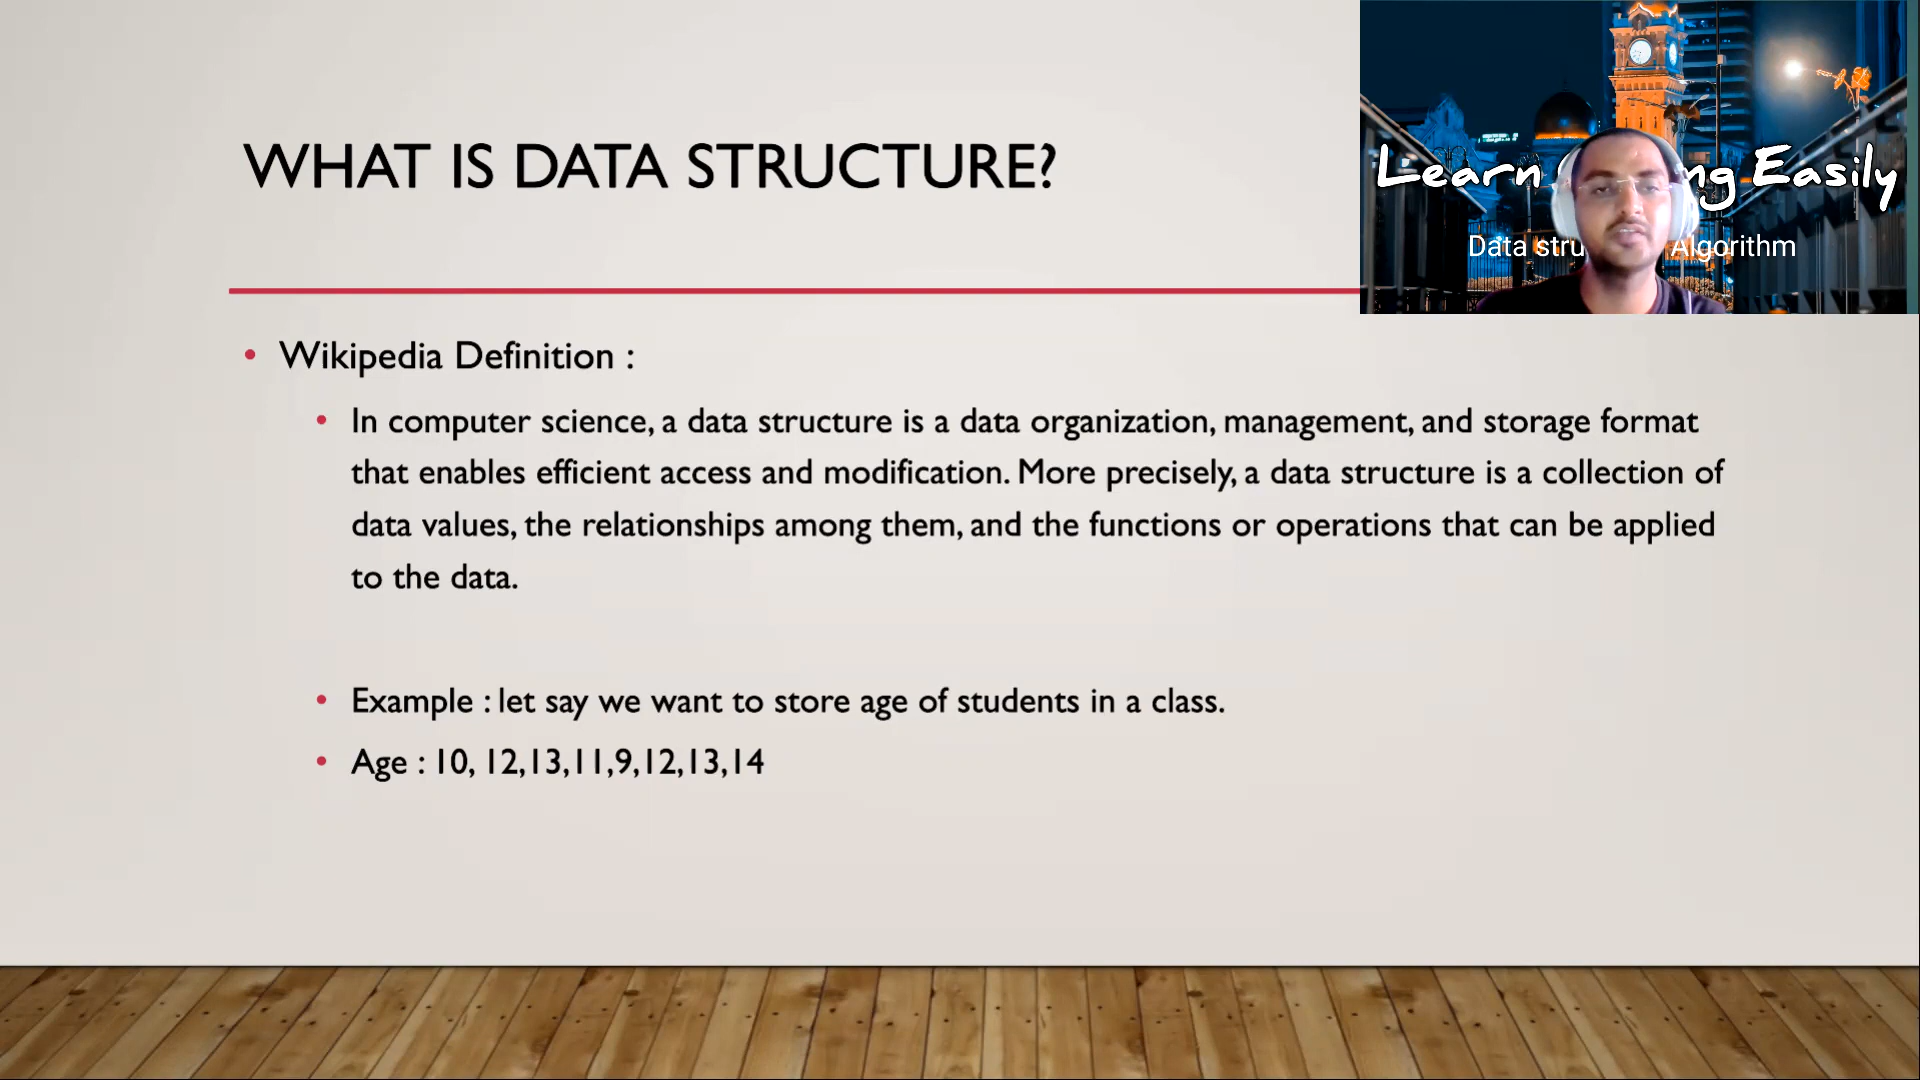 WHAT IS DATA STRUCTURE?
Learn ng Easily
Data stru Algorithm
Wikipedia Definition :
In computer science, a data structure is a data organization, management, and storage format
that enables efficient access and modification. More precisely, a data structure is a collection of
data values, the relationships among them, and the functions or operations that can be applied
to the data.
Example : let say we want to store age of students in a class.
Age : 10, 12,13,11,9,12,13,14